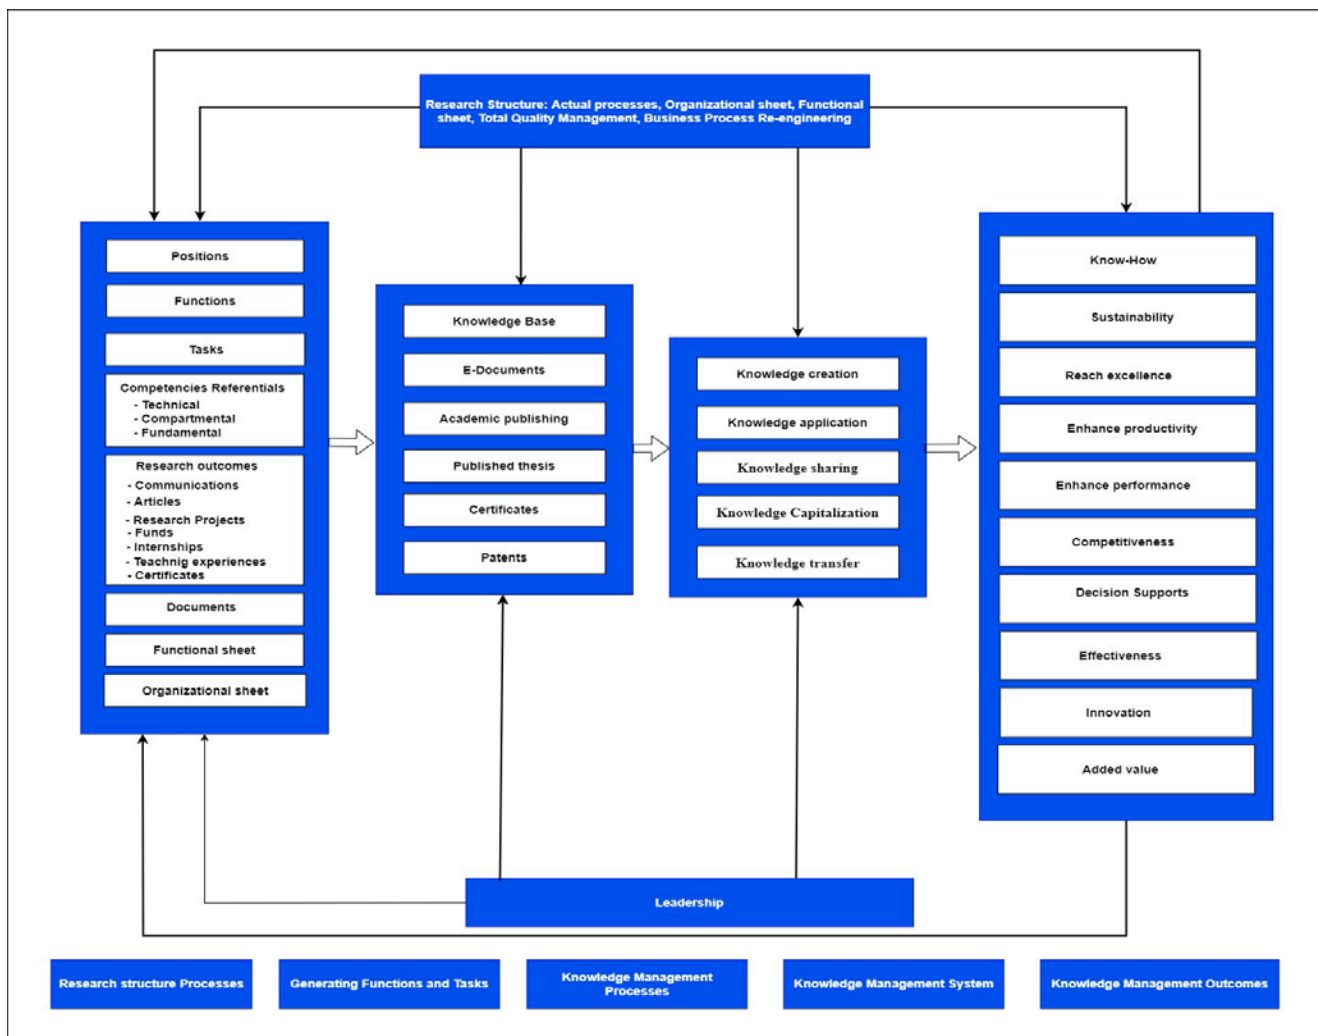 Research Structure: Actual processes, Organizational sheet, Functional
sheet, Total Quality Management, Business Process Re-engineering
Positions
Functions
Tasks
Competencies Referentials
- Technical
- Compartmental
- Fundamental
Research outcomes
- Communications
- Articles
- Research Projects
- Funds
- Internships
- Teachnig experiences
- Certificates
Documents
Functional sheet
Organizational sheet
Knowledge Base
E-Documents
Academic publishing
Published thesis
Certificates
Patents
Knowledge creation
Knowledge application
Knowledge sharing
Knowledge Capitalization
Knowledge transfer
Know-How
Sustainability
Reach excellence
Enhance productivity
Enhance performance
Competitiveness
Decision Supports
Effectiveness
Innovation
Added value
Leadership
Research structure Processes
Generating Functions and Tasks
Knowledge Management
Processes
Knowledge Management System
Knowledge Management Outcomes